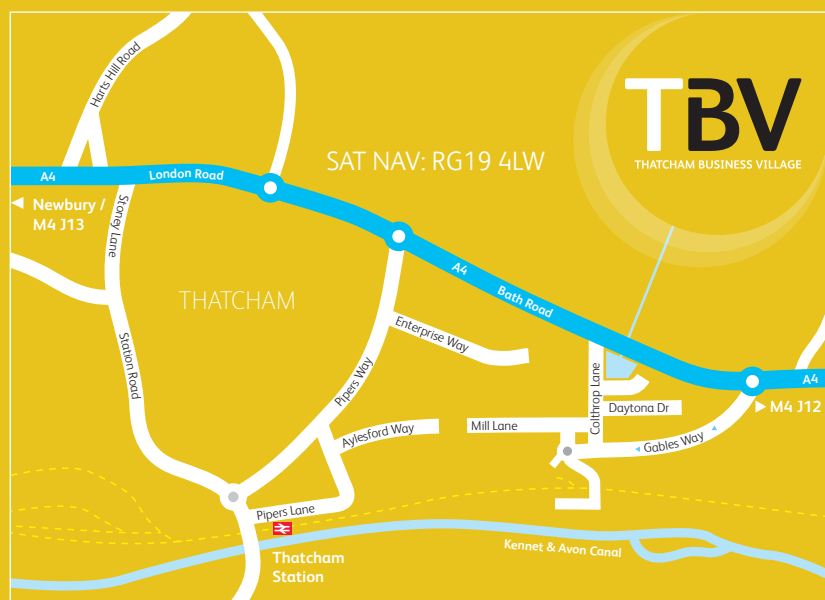 Harts Hill Road
TBV
THATCHAM BUSINESS VILLAGE
SAT NAV: RG19 4LW
A4
London Road
Newbury /
M4 J13
Stoney Lane
THATCHAM
A4
Bath Road
Enterprise Way
Station Road
Pipers Way
Colthrop Lane
A4
M4 J12
Daytona Dr
Mill Lane
Aylesford Way
Gables Way
Pipers Lane
Thatcham
Station
Kennet & Avon Canal